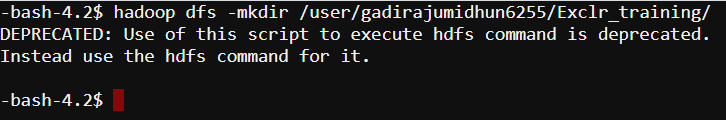 -bash-4.2$ hadoop dfs -mkdir /user/gadirajumidhun6255/Exclr_training/
DEPRECATED: Use of this script to execute hdfs command is deprecated.
Instead use the hdfs command for it.
-bash-4.2$